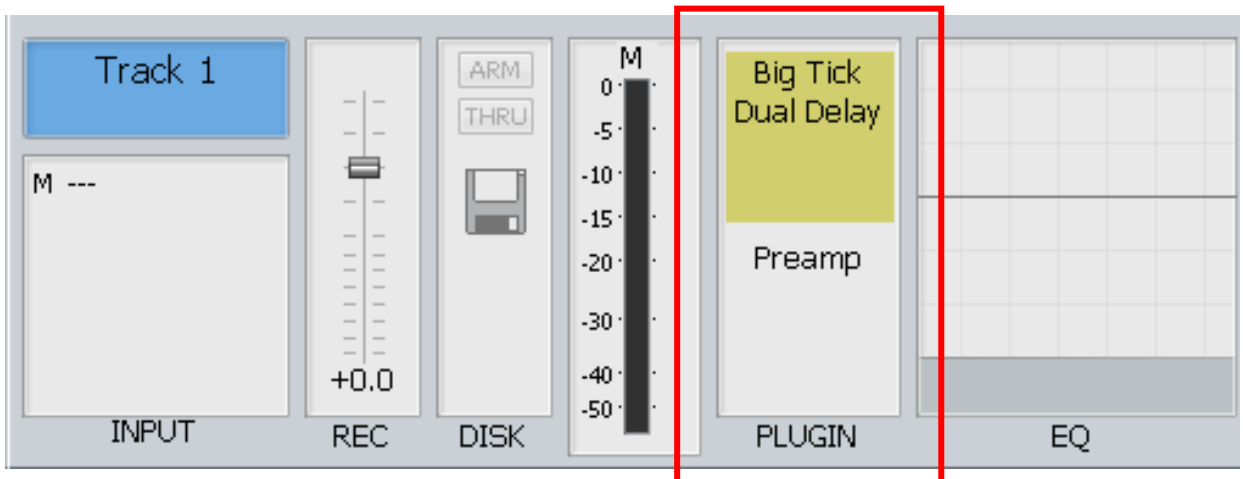 Track 1
M ---
INPUT
+0.0
REC
ARM
THRU
DISK
M
0
-5
-10
-15
-20
-30
-40
-50
Big Tick
Dual Delay
Preamp
PLUGIN
EQ